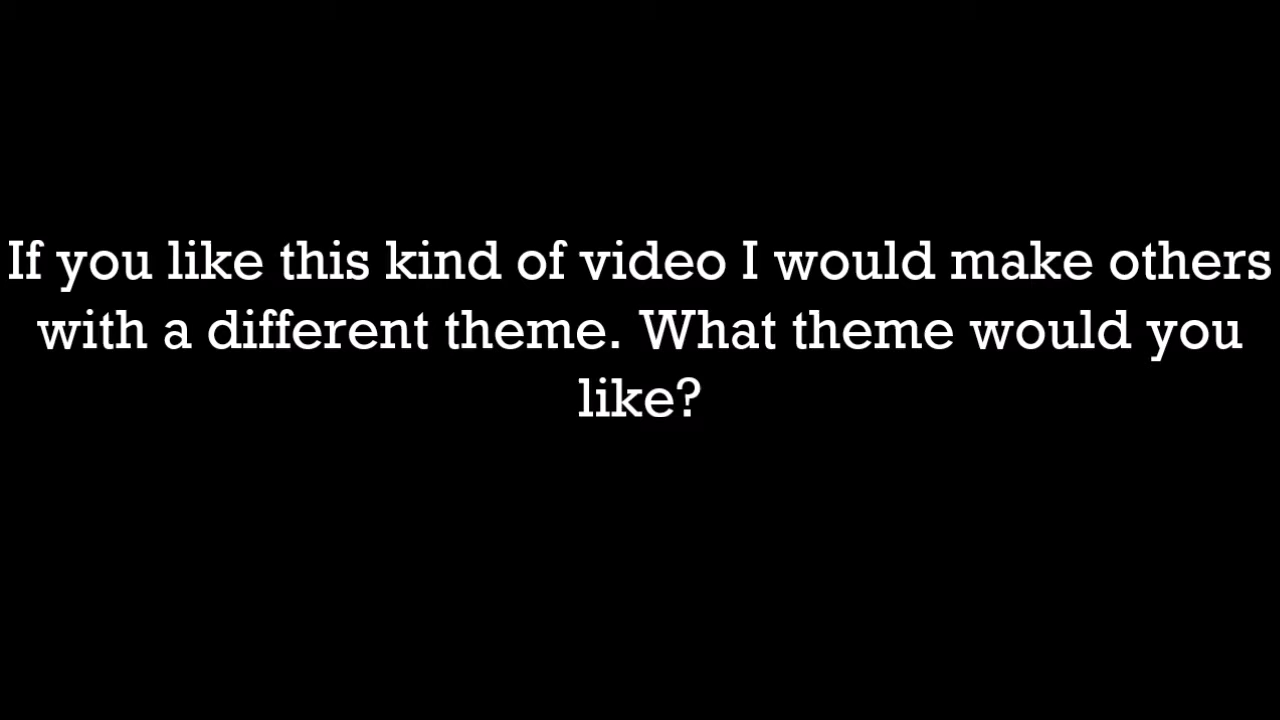 If you like this kind of video I would make others
with a different theme. What theme would you
like?